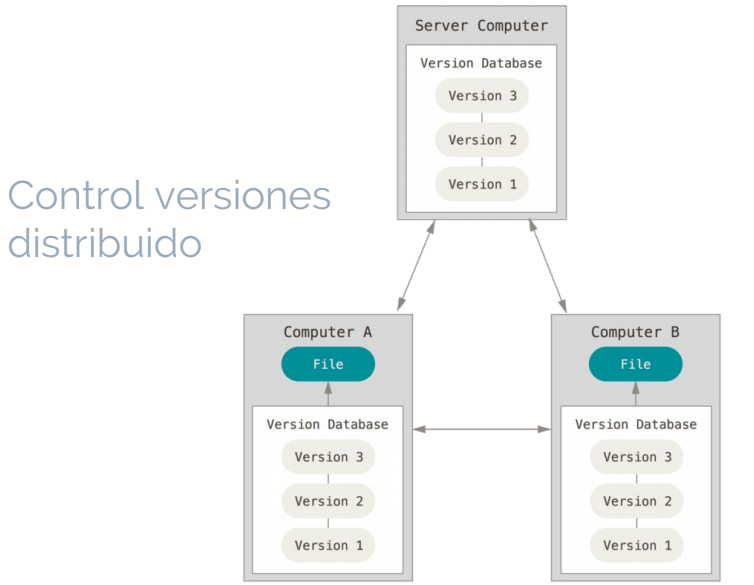 Control versiones
distribuido
Server Computer
Version Database
Version 3
Version 2
Version 1
Computer A
File
Version Database
Version 3
Version 2
Version 1
Computer B
File
Version Database
Version 3
Version 2
Version 1